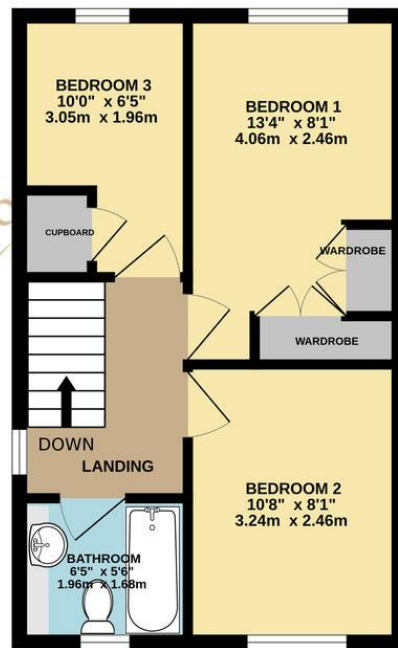 BEDROOM 3
10'0" x 6'5"
3.05m x 1.96m
BEDROOM 1
13'4" x 8'1"
4.06m x 2.46m
CUPBOARD
WARDROBE
WARDROBE
DOWN
LANDING
BEDROOM 2
10'8" x 8'1"
3.24m x 2.46m
BATHROOM
6'5" x 5'6"
1.96m x 1.68m